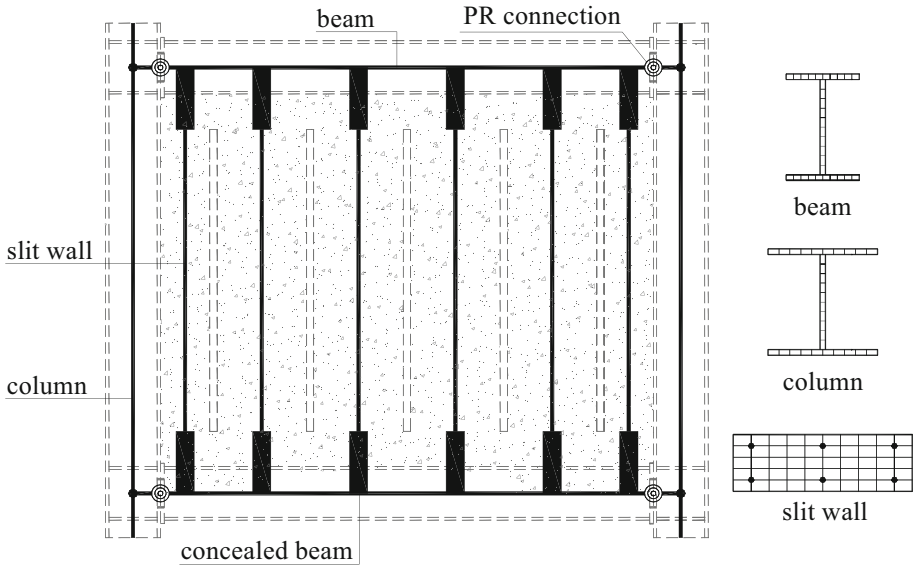 beam
PR connection
beam
slit wall
column
column
slit wall
concealed beam